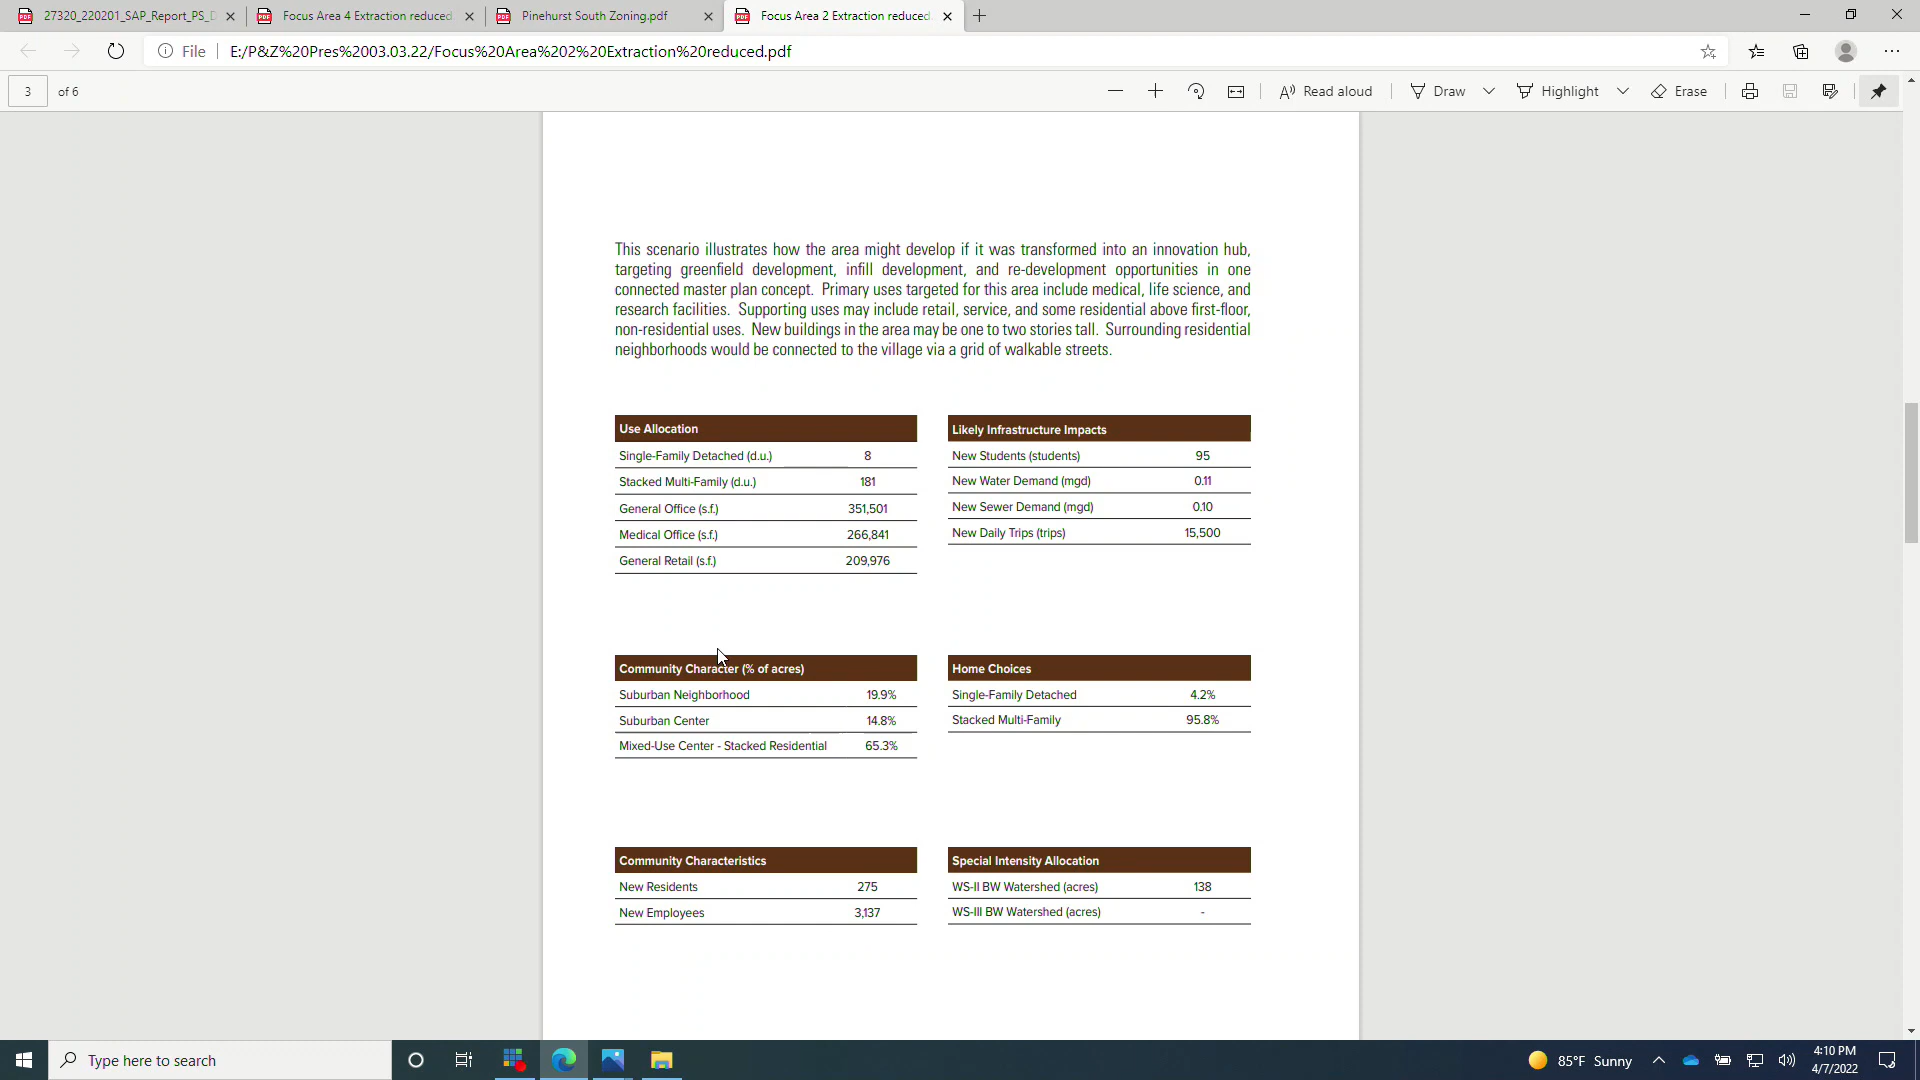 27320_220201_SAP_Report_PS_D
Focus Area 4 Extraction reduced.
Pinehurst South Zoning.pdf
Focus Area 2 Extraction reduced.
File
E:/P&Z%20Pres%2003.03.22/Focus%20Area%202%20Extraction%20reduced.pdf
3 of 6
Read aloud
Draw
Highlight
Erase
This scenario illustrates how the area might develop if it was transformed into an innovation hub,
targeting greenfield development, infill development, and re-development opportunities in one
connected master plan concept. Primary uses targeted for this area include medical, life science, and
research facilities. Supporting uses may include retail, service, and some residential above first-floor,
non-residential uses. New buildings in the area may be one to two stories tall. Surrounding residential
neighborhoods would be connected to the village via a grid of walkable streets.
Use Allocation
Single-Family Detached (d.u.) 8
Stacked Multi-Family (d.u.) 181
General Office (s.f.) 351,501
Medical Office (s.f.) 266,841
General Retail (s.f.) 209,976
Likely Infrastructure Impacts
New Students (students) 95
New Water Demand (mgd) 0.11
New Sewer Demand (mgd) 0.10
New Daily Trips (trips) 15,500
Community Character (% of acres)
Suburban Neighborhood 19.9%
Suburban Center 14.8%
Mixed-Use Center - Stacked Residential 65.3%
Home Choices
Single-Family Detached 4.2%
Stacked Multi-Family 95.8%
Community Characteristics
New Residents 275
New Employees 3,137
Special Intensity Allocation
WS-II BW Watershed (acres) 138
WS-III BW Watershed (acres) -
Type here to search
85°F Sunny
4:10 PM
4/7/2022